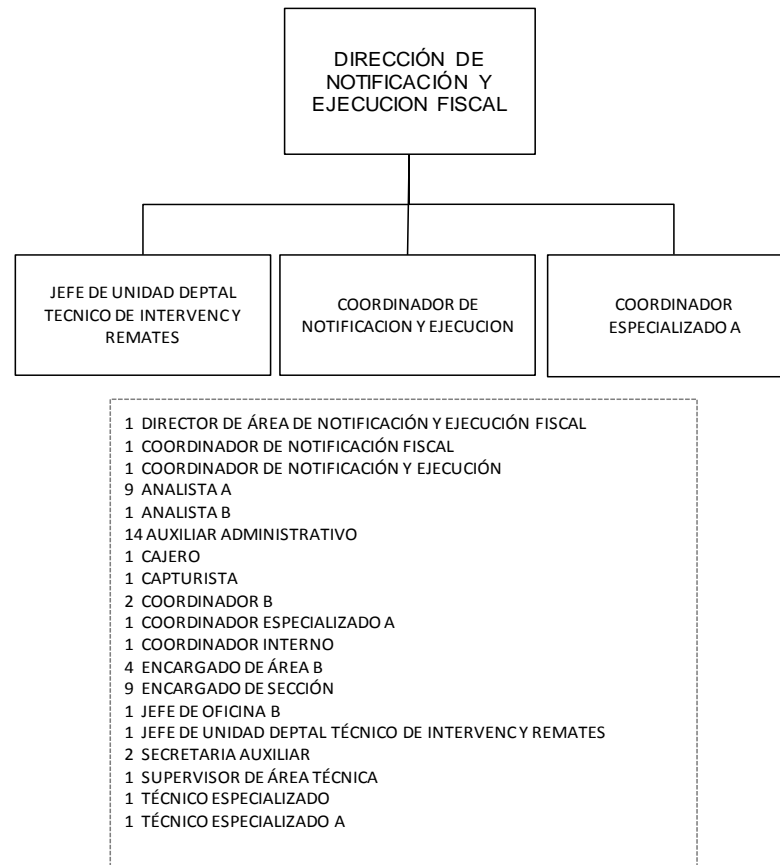 DIRECCIÓN DE
NOTIFICACIÓN Y
EJECUCION FISCAL
JEFE DE UNIDAD DEPTAL
TECNICO DE INTERVENC Y
REMATES
COORDINADOR DE
NOTIFICACION Y EJECUCION
COORDINADOR
ESPECIALIZADO A
1 DIRECTOR DE ÁREA DE NOTIFICACIÓN Y EJECUCIÓN FISCAL
1 COORDINADOR DE NOTIFICACIÓN FISCAL
1 COORDINADOR DE NOTIFICACIÓN Y EJECUCIÓN
9 ANALISTA A
1 ANALISTA B
14 AUXILIAR ADMINISTRATIVO
1 CAJERO
1 CAPTURISTA
2 COORDINADOR B
1 COORDINADOR ESPECIALIZADO A
1 COORDINADOR INTERNO
4 ENCARGADO DE ÁREA B
9 ENCARGADO DE SECCIÓN
1 JEFE DE OFICINA B
1 JEFE DE UNIDAD DEPTAL TÉCNICO DE INTERVENC Y REMATES
2 SECRETARIA AUXILIAR
1 SUPERVISOR DE ÁREA TÉCNICA
1 TÉCNICO ESPECIALIZADO
1 TÉCNICO ESPECIALIZADO A